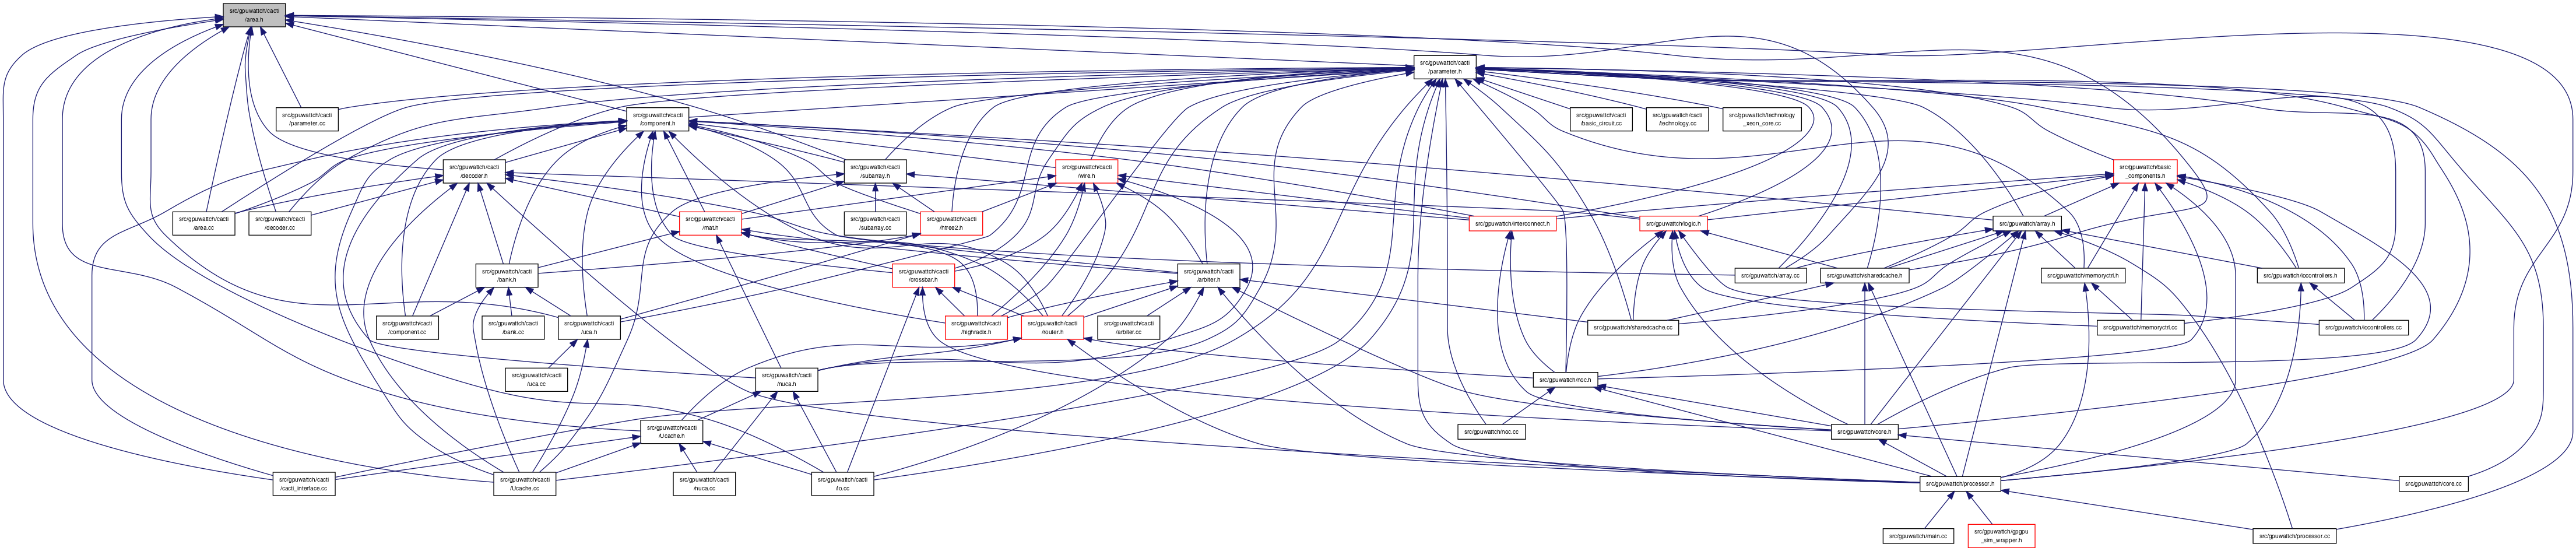 src/gpuwattch/cacti
/area.h
src/gpuwattch/cacti
/parameter.h
src/gpuwattch/cacti
/parameter.cc
src/gpuwattch/cacti
/component.h
src/gpuwattch/cacti
/basic_circuit.cc
src/gpuwattch/cacti
/technology.cc
src/gpuwattch/technology
_xeon_core.cc
src/gpuwattch/cacti
/decoder.h
src/gpuwattch/cacti
/subarray.h
src/gpuwattch/cacti
/wire.h
src/gpuwattch/basic
_components.h
src/gpuwattch/cacti
/area.cc
src/gpuwattch/cacti
/decoder.cc
src/gpuwattch/cacti
/mat.h
src/gpuwattch/cacti
/subarray.cc
src/gpuwattch/cacti
/htree2.h
src/gpuwattch/interconnect.h
src/gpuwattch/logic.h
src/gpuwattch/array.h
src/gpuwattch/cacti
/bank.h
src/gpuwattch/cacti
/crossbar.h
src/gpuwattch/cacti
/arbiter.h
src/gpuwattch/array.cc
src/gpuwattch/sharedcache.h
src/gpuwattch/memoryctrl.h
src/gpuwattch/iocontrollers.h
src/gpuwattch/cacti
/component.cc
src/gpuwattch/cacti
/bank.cc
src/gpuwattch/cacti
/uca.h
src/gpuwattch/cacti
/highradix.h
src/gpuwattch/cacti
/router.h
src/gpuwattch/cacti
/arbiter.cc
src/gpuwattch/sharedcache.cc
src/gpuwattch/memoryctrl.cc
src/gpuwattch/iocontrollers.cc
src/gpuwattch/cacti
/uca.cc
src/gpuwattch/cacti
/nuca.h
src/gpuwattch/noc.h
src/gpuwattch/cacti
/Ucache.h
src/gpuwattch/noc.cc
src/gpuwattch/core.h
src/gpuwattch/cacti
/cacti_interface.cc
src/gpuwattch/cacti
/Ucache.cc
src/gpuwattch/cacti
/nuca.cc
src/gpuwattch/cacti
/io.cc
src/gpuwattch/processor.h
src/gpuwattch/core.cc
src/gpuwattch/main.cc
src/gpuwattch/gpgpu
_sim_wrapper.h
src/gpuwattch/processor.cc